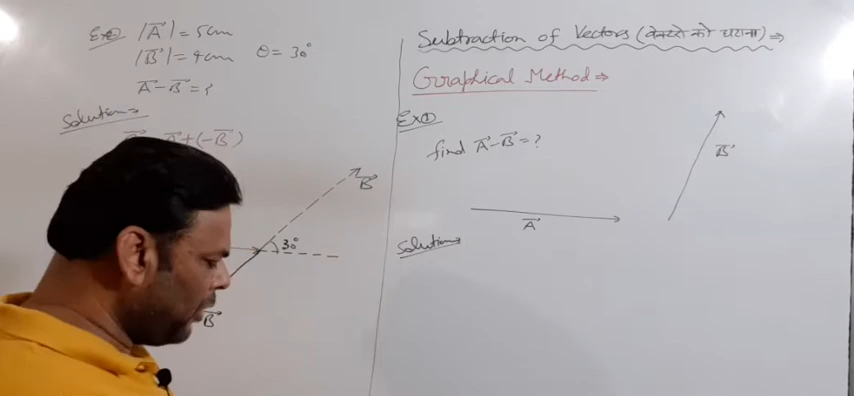 Ex② |A⃗| = 5cm
|B⃗| = 4cm θ = 30°
A⃗ - B⃗ = ?
Solution⇒
+ (-B⃗)
B⃗
30°
B⃗
Subtraction of Vectors (वेक्टरो को घटाना) ⇒
Graphical Method ⇒
Ex①
find A⃗ - B⃗ = ?
B⃗
A⃗
Solution⇒